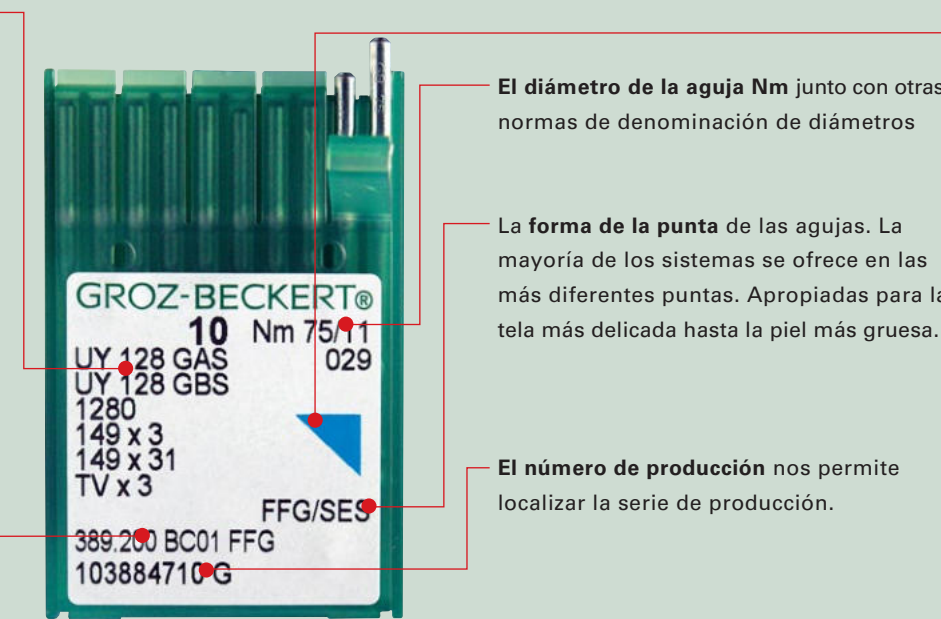 El diámetro de la aguja Nm junto con otras
normas de denominación de diámetros
La forma de la punta de las agujas. La
mayoría de los sistemas se ofrece en las
más diferentes puntas. Apropiadas para la
tela más delicada hasta la piel más gruesa.
El número de producción nos permite
localizar la serie de producción.
GROZ-BECKERT®
10 Nm 75/11
UY 128 GAS 029
UY 128 GBS
1280
149 x 3
149 x 31
TV x 3
FFG/SES
389.200 BC01 FFG
103884710 G